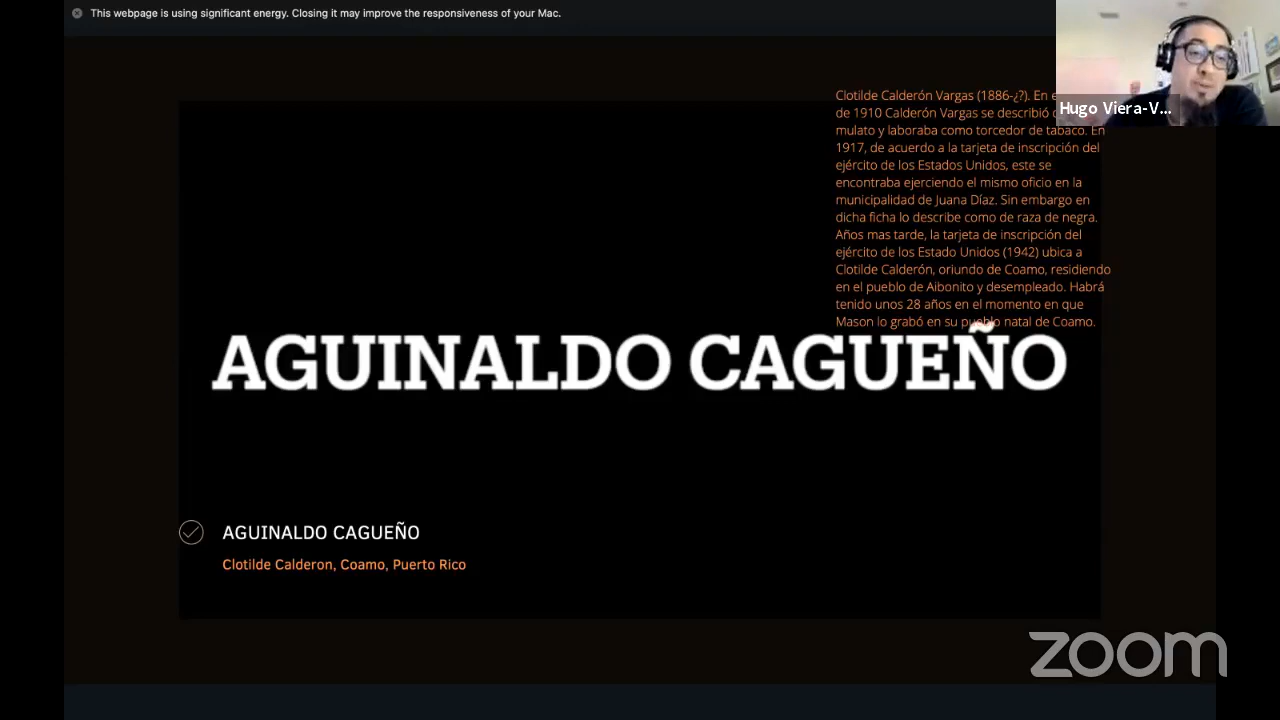 This webpage is using significant energy. Closing it may improve the responsiveness of your Mac.
Hugo Viera-V...
Clotilde Calderón Vargas (1886-¿?). En
de 1910 Calderón Vargas se describió
mulato y laboraba como torcedor de tabaco. En
1917, de acuerdo a la tarjeta de inscripción del
ejército de los Estados Unidos, este se
encontraba ejerciendo el mismo oficio en la
municipalidad de Juana Díaz. Sin embargo en
dicha ficha lo describe como de raza de negra.
Años mas tarde, la tarjeta de inscripción del
ejército de los Estado Unidos (1942) ubica a
Clotilde Calderón, oriundo de Coamo, residiendo
en el pueblo de Aibonito y desempleado. Habrá
tenido unos 28 años en el momento en que
Mason lo grabó en su pueblo natal de Coamo.
AGUINALDO CAGUEÑO
AGUINALDO CAGUEÑO
Clotilde Calderon, Coamo, Puerto Rico
zoom